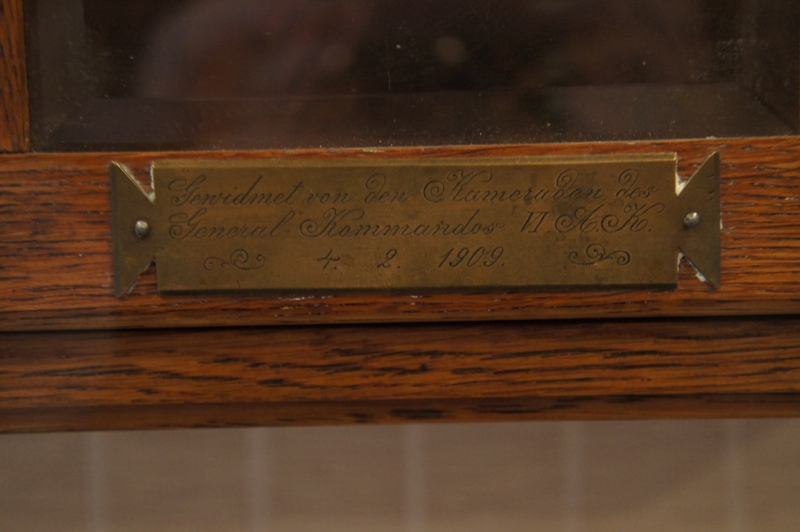 Gewidmet von den Kameraden des
General Kommandos VI A.K.
4. 2. 1909.